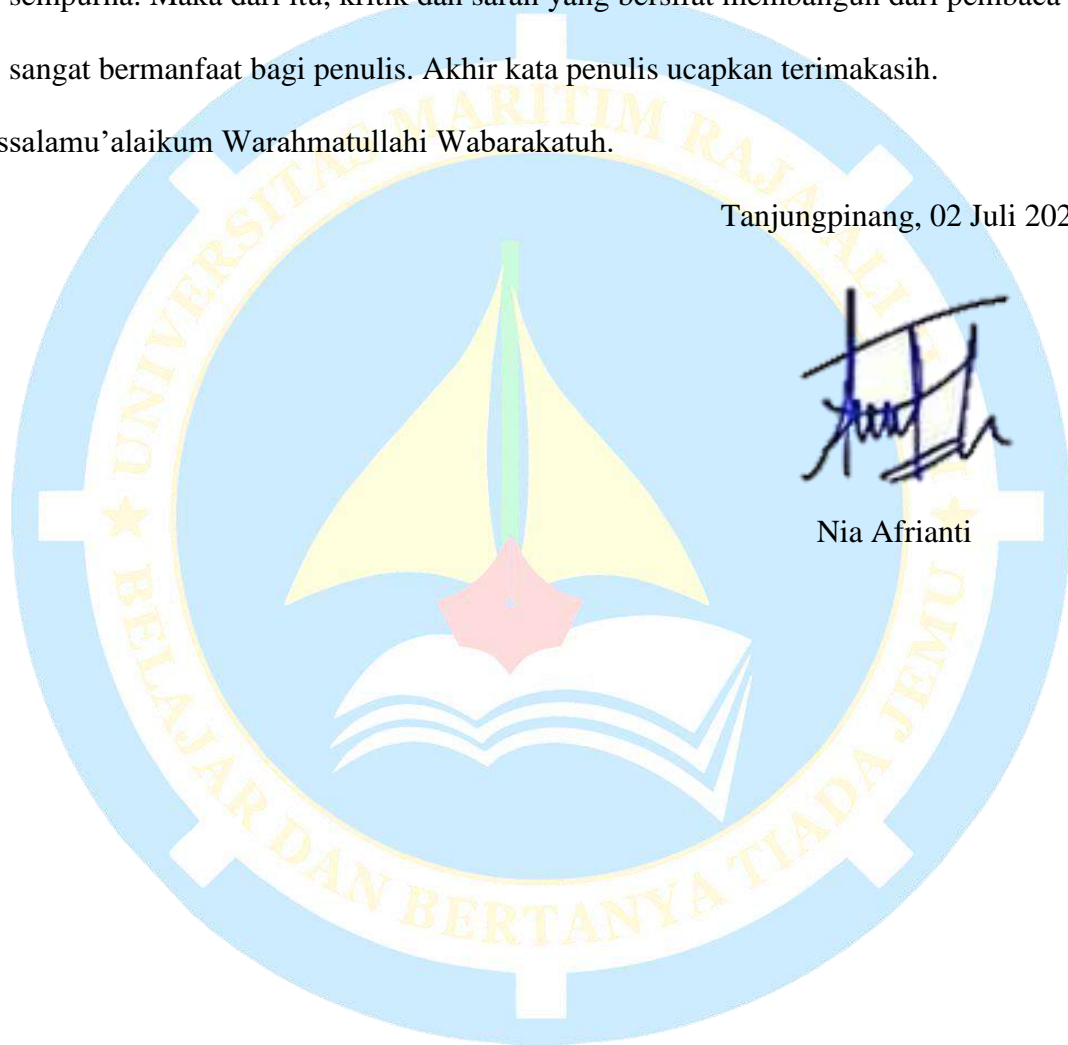 sempurna. Maka dari itu, kritik dan saran yang bersifat membangun dari pembaca
sangat bermanfaat bagi penulis. Akhir kata penulis ucapkan terimakasih.
ssalamu’alaikum Warahmatullahi Wabarakatuh.
Tanjungpinang, 02 Juli 202
Nia Afrianti
UNIVERSITAS MARITIM RAJA ALI
BELAJAR DAN BERTANYA TIADA JEMU